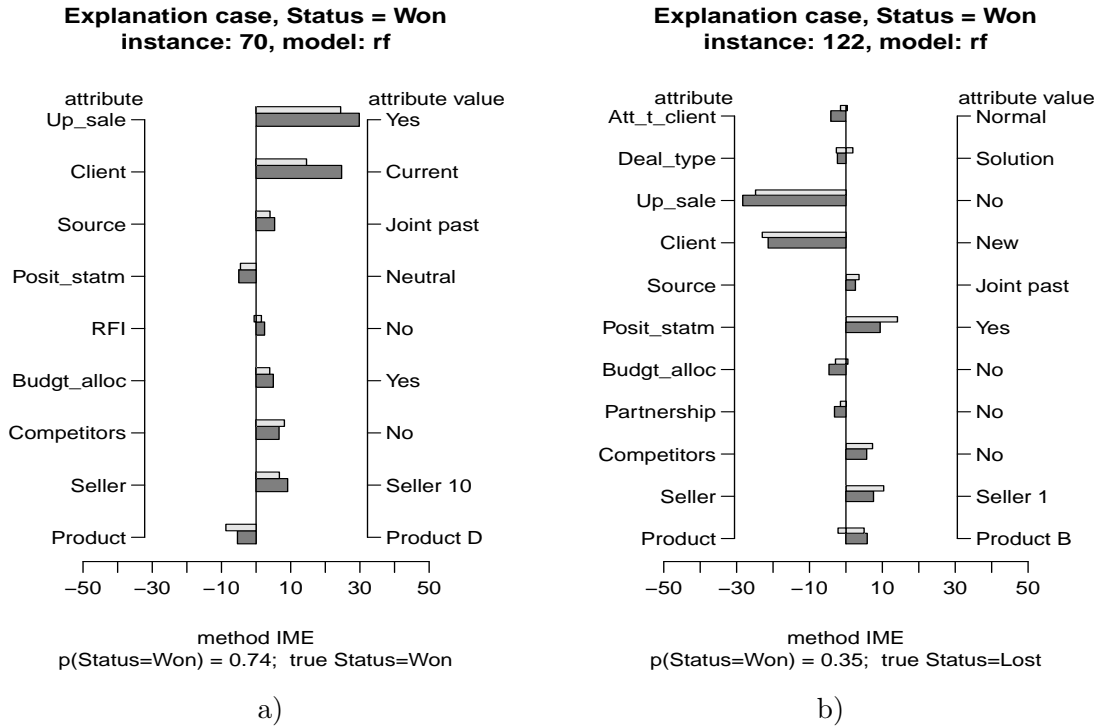 Explanation case, Status = Won
instance: 70, model: rf
attribute
attribute value
Up_sale
Yes
Client
Current
Source
Joint past
Posit_statm
Neutral
RFI
No
Budgt_alloc
Yes
Competitors
No
Seller
Seller 10
Product
Product D
−50 −30 −10 10 30 50
method IME
p(Status=Won) = 0.74; true Status=Won
a)
Explanation case, Status = Won
instance: 122, model: rf
attribute
attribute value
Att_t_client
Normal
Deal_type
Solution
Up_sale
No
Client
New
Source
Joint past
Posit_statm
Yes
Budgt_alloc
No
Partnership
No
Competitors
No
Seller
Seller 1
Product
Product B
−50 −30 −10 10 30 50
method IME
p(Status=Won) = 0.35; true Status=Lost
b)